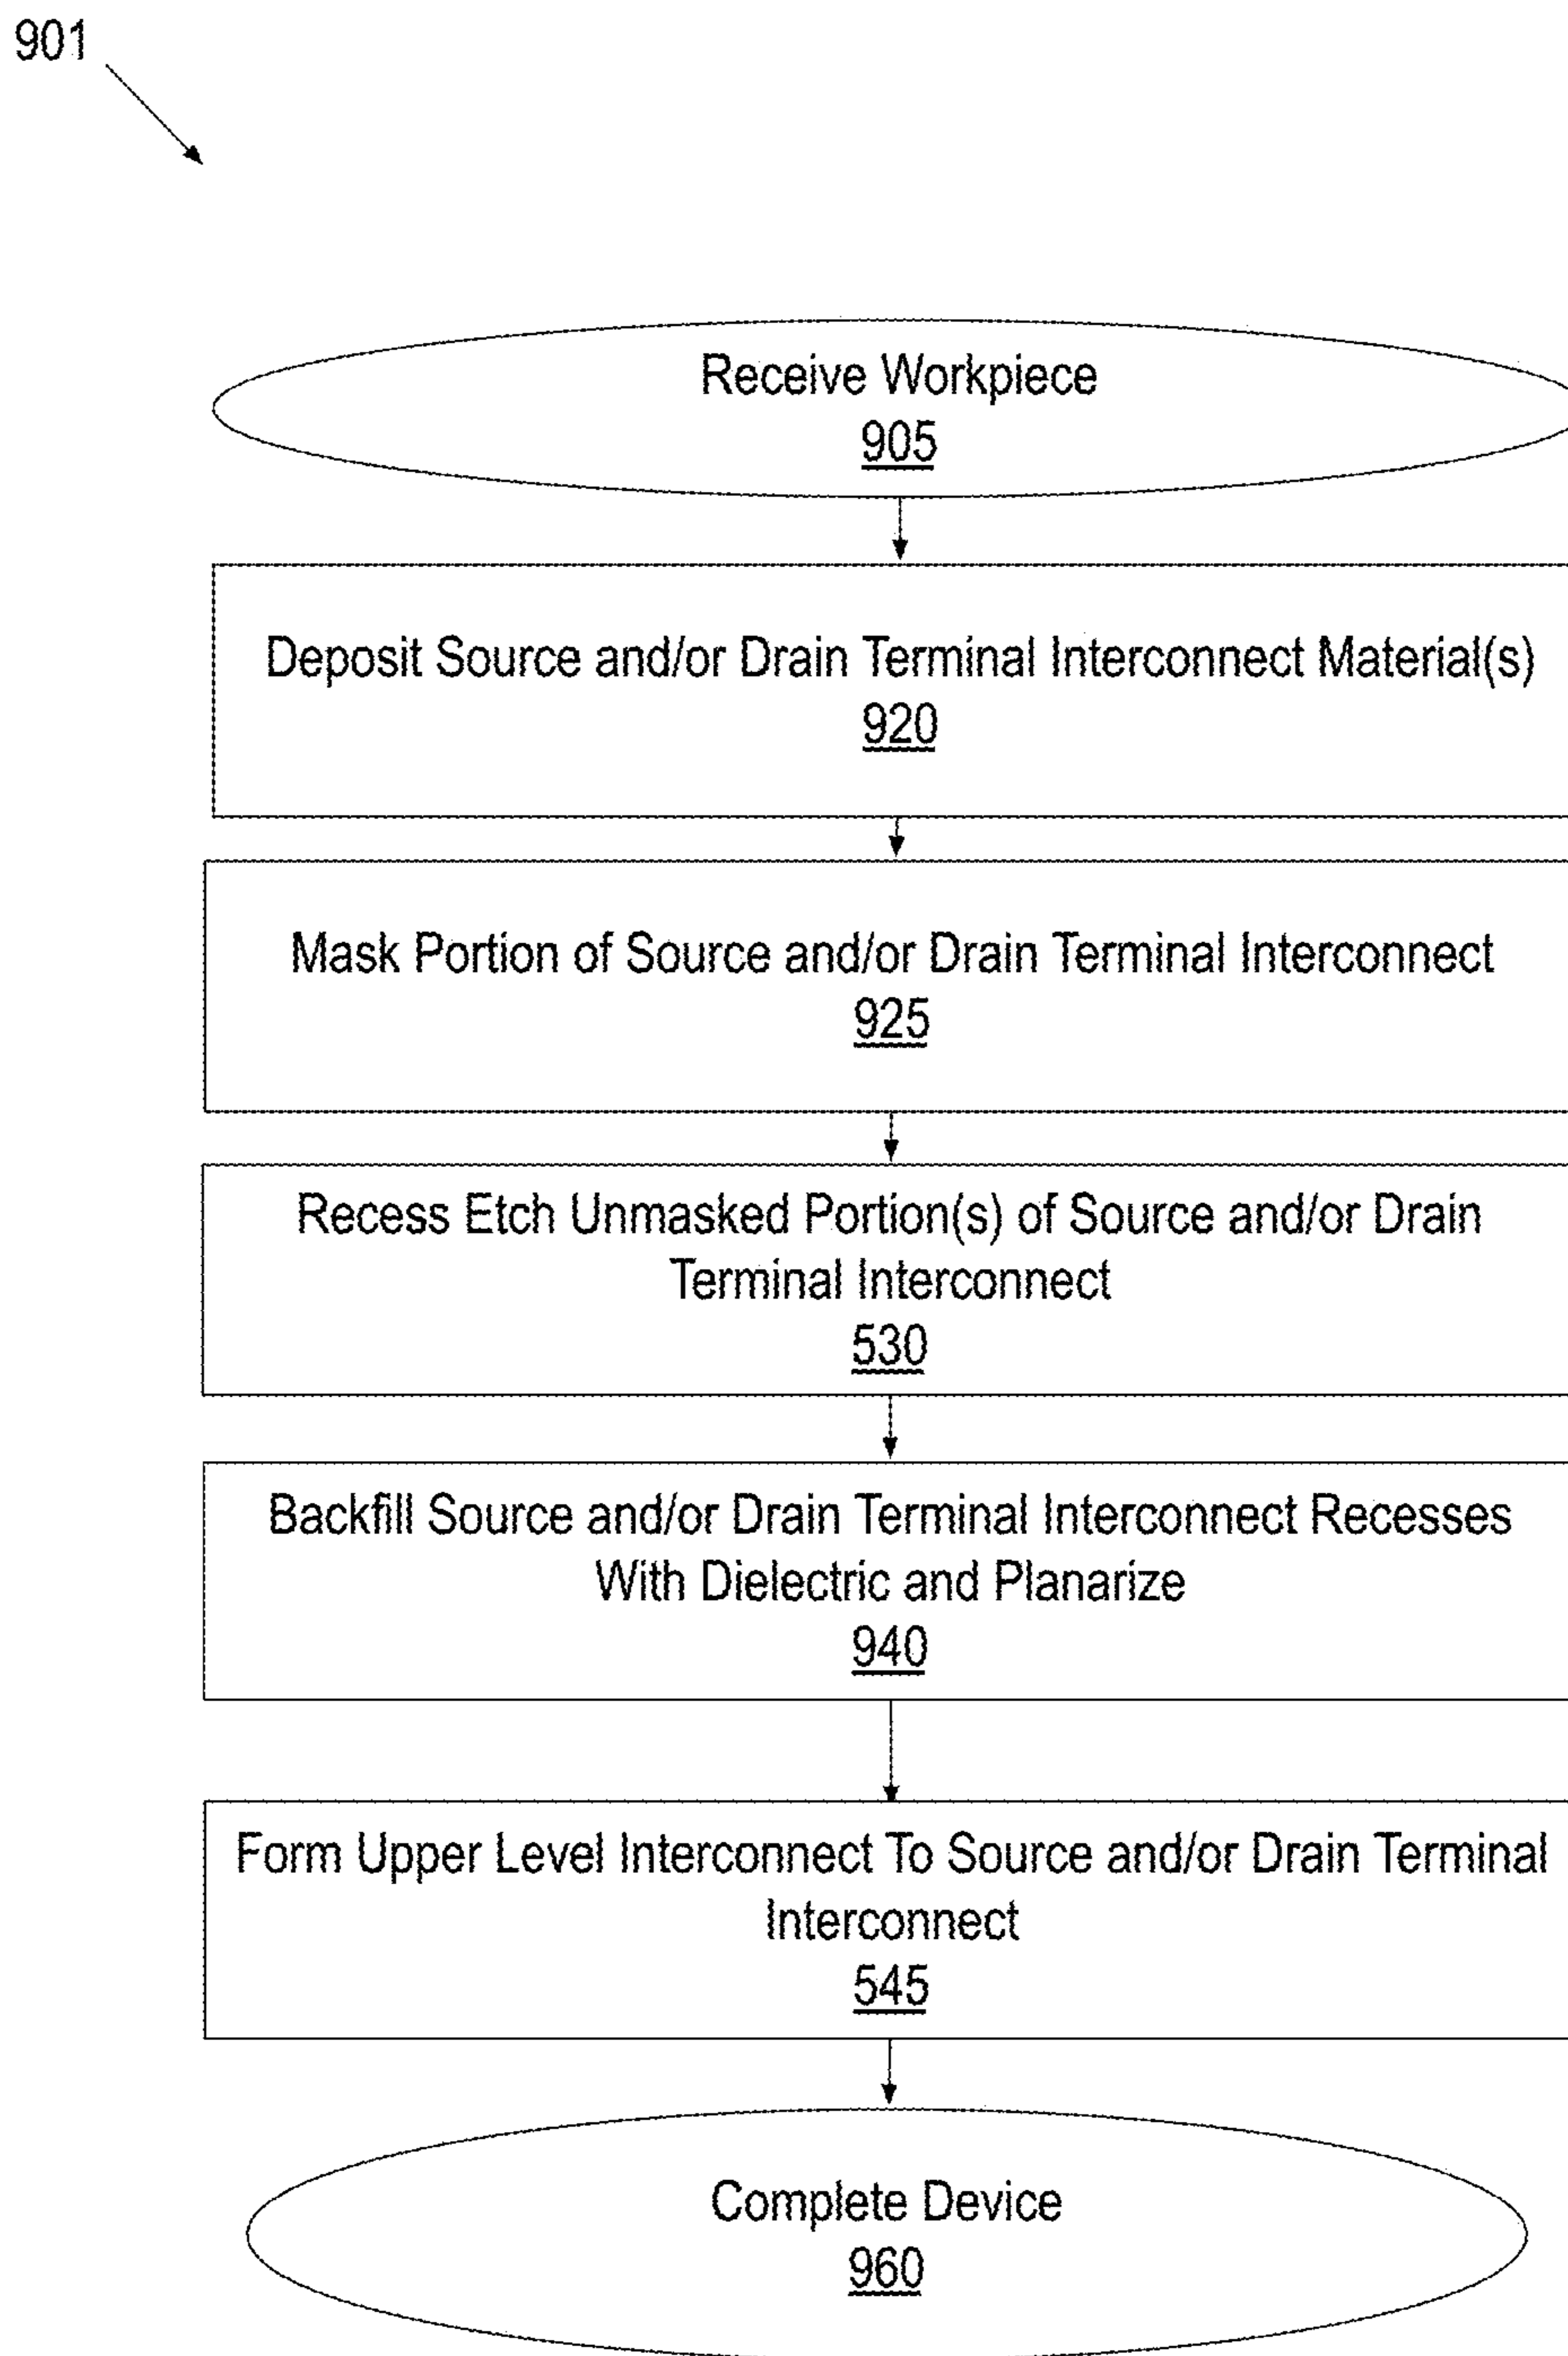 901
Receive Workpiece
905
Deposit Source and/or Drain Terminal Interconnect Material(s)
920
Mask Portion of Source and/or Drain Terminal Interconnect
925
Recess Etch Unmasked Portion(s) of Source and/or Drain
Terminal Interconnect
530
Backfill Source and/or Drain Terminal Interconnect Recesses
With Dielectric and Planarize
940
Form Upper Level Interconnect To Source and/or Drain Terminal
Interconnect
545
Complete Device
960